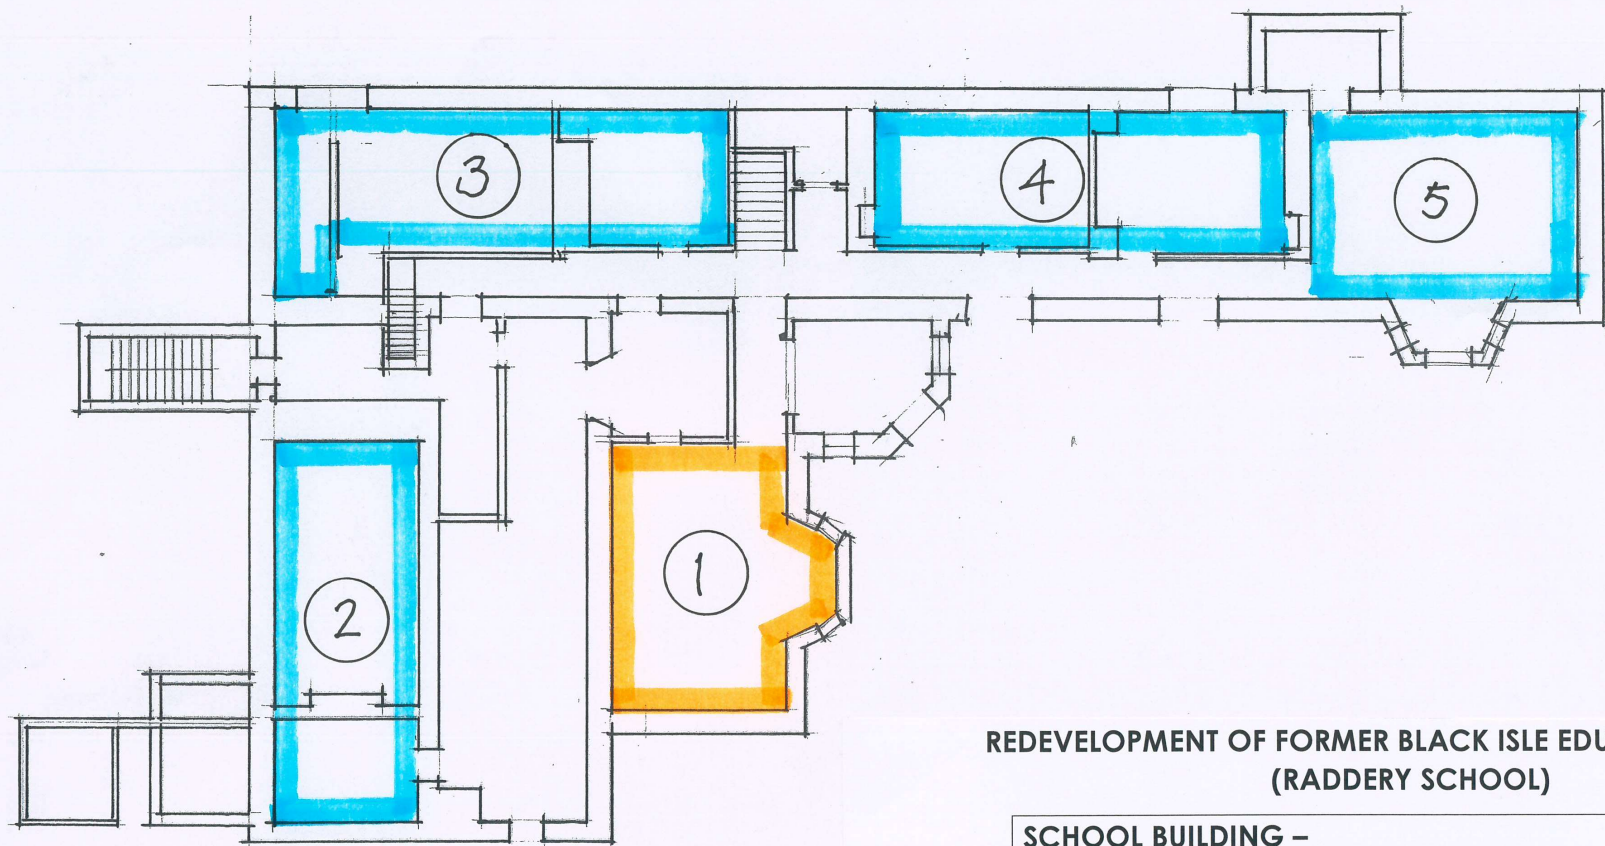 3
4
5
1
2
REDEVELOPMENT OF FORMER BLACK ISLE EDU
(RADDERY SCHOOL)
SCHOOL BUILDING –